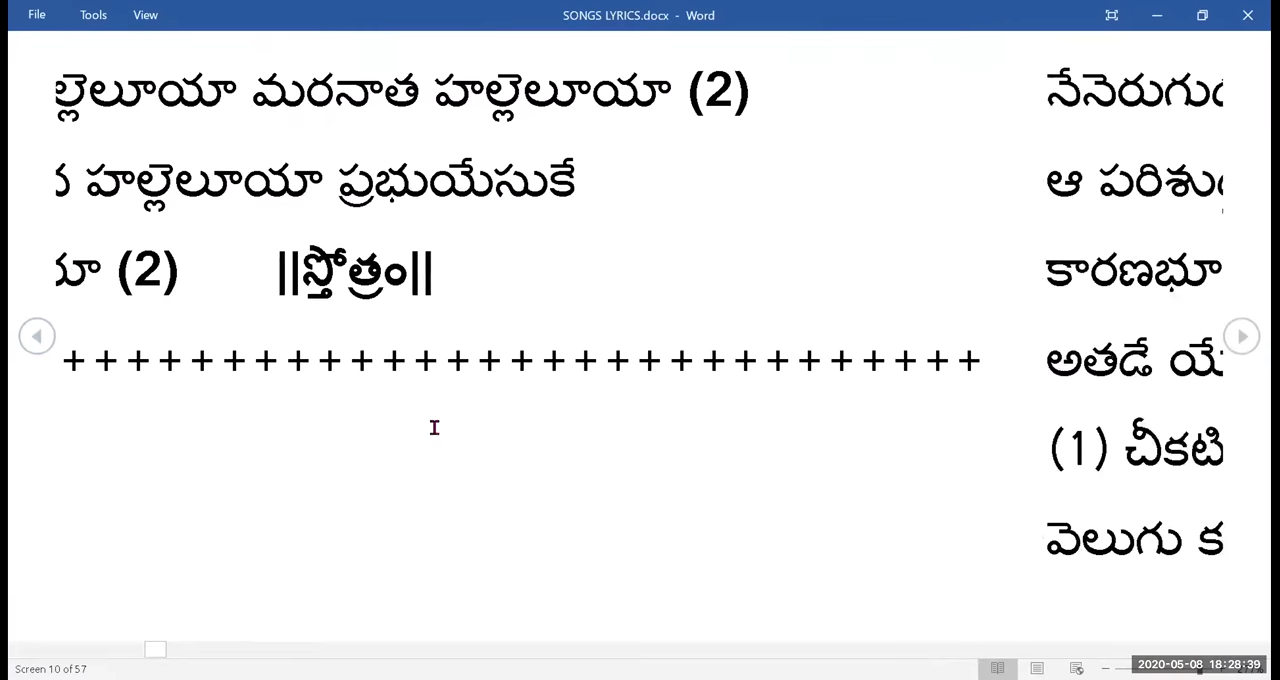 File Tools View SONGS LYRICS.docx - Word
ల్లెలూయా మరనాత హల్లెలూయా (2)
హల్లెలూయా ప్రభుయేసుకే
(2) ||స్తోత్రం||
+ + + + + + + + + + + + + + + + + + + + + + + + + + + + +
నేనెరుగు
ఆ పరిశు
కారణభూ
అతడే యే
(1) చీకటి
వెలుగు క
Screen 10 of 57
2020-05-08 18:28:39